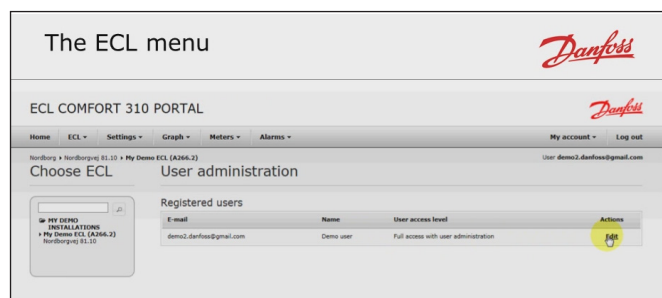 The ECL menu
Danfoss
ECL COMFORT 310 PORTAL
Danfoss
Home ECL Settings Graph Meters Alarms My account Log out
Nordborg Nordborgvej 81.10 My Demo ECL (A266.2) User demo2.danfoss@gmail.com
Choose ECL User administration
Registered users
E-mail Name User access level Actions
MY DEMO
INSTALLATIONS
My Demo ECL (A266.2)
Nordborgvej 81.10
demo2.danfoss@gmail.com Demo user Full access with user administration Edit